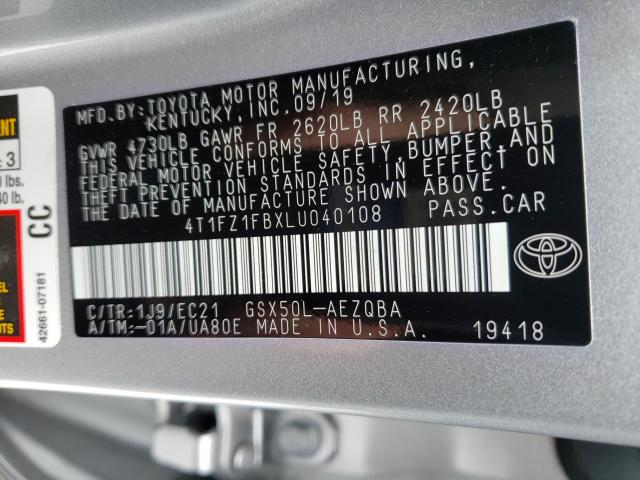 MFD.BY:TOYOTA MOTOR MANUFACTURING,
KENTUCKY,INC.09/19
GVWR 4730LB GAWR FR 2620LB RR 2420LB
THIS VEHICLE CONFORMS TO ALL APPLICABLE
FEDERAL MOTOR VEHICLE SAFETY,BUMPER,AND
THEFT PREVENTION STANDARDS IN EFFECT ON
THE DATE OF MANUFACTURE SHOWN ABOVE.
4T1FZ1FBXLU040108 PASS.CAR
C/TR:1J9/EC21 GSX50L-AEZQBA
A/TM:-01A/UA80E MADE IN U.S.A. 19418
3
lbs.
CC
42661-07181